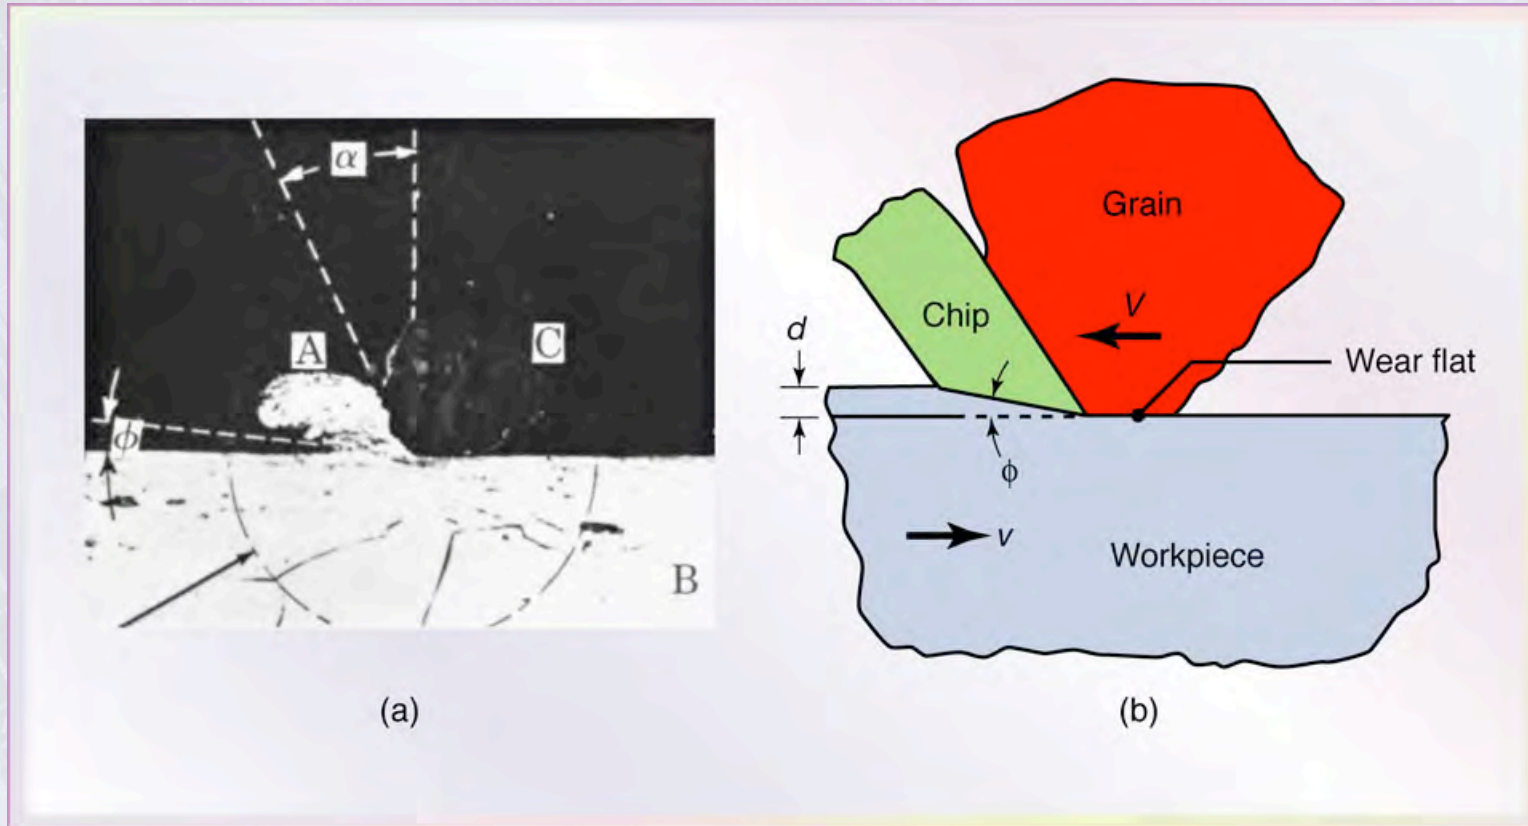 α
A
C
ϕ
B
(a)
Grain
V
Chip
d
Wear flat
ϕ
v
Workpiece
(b)